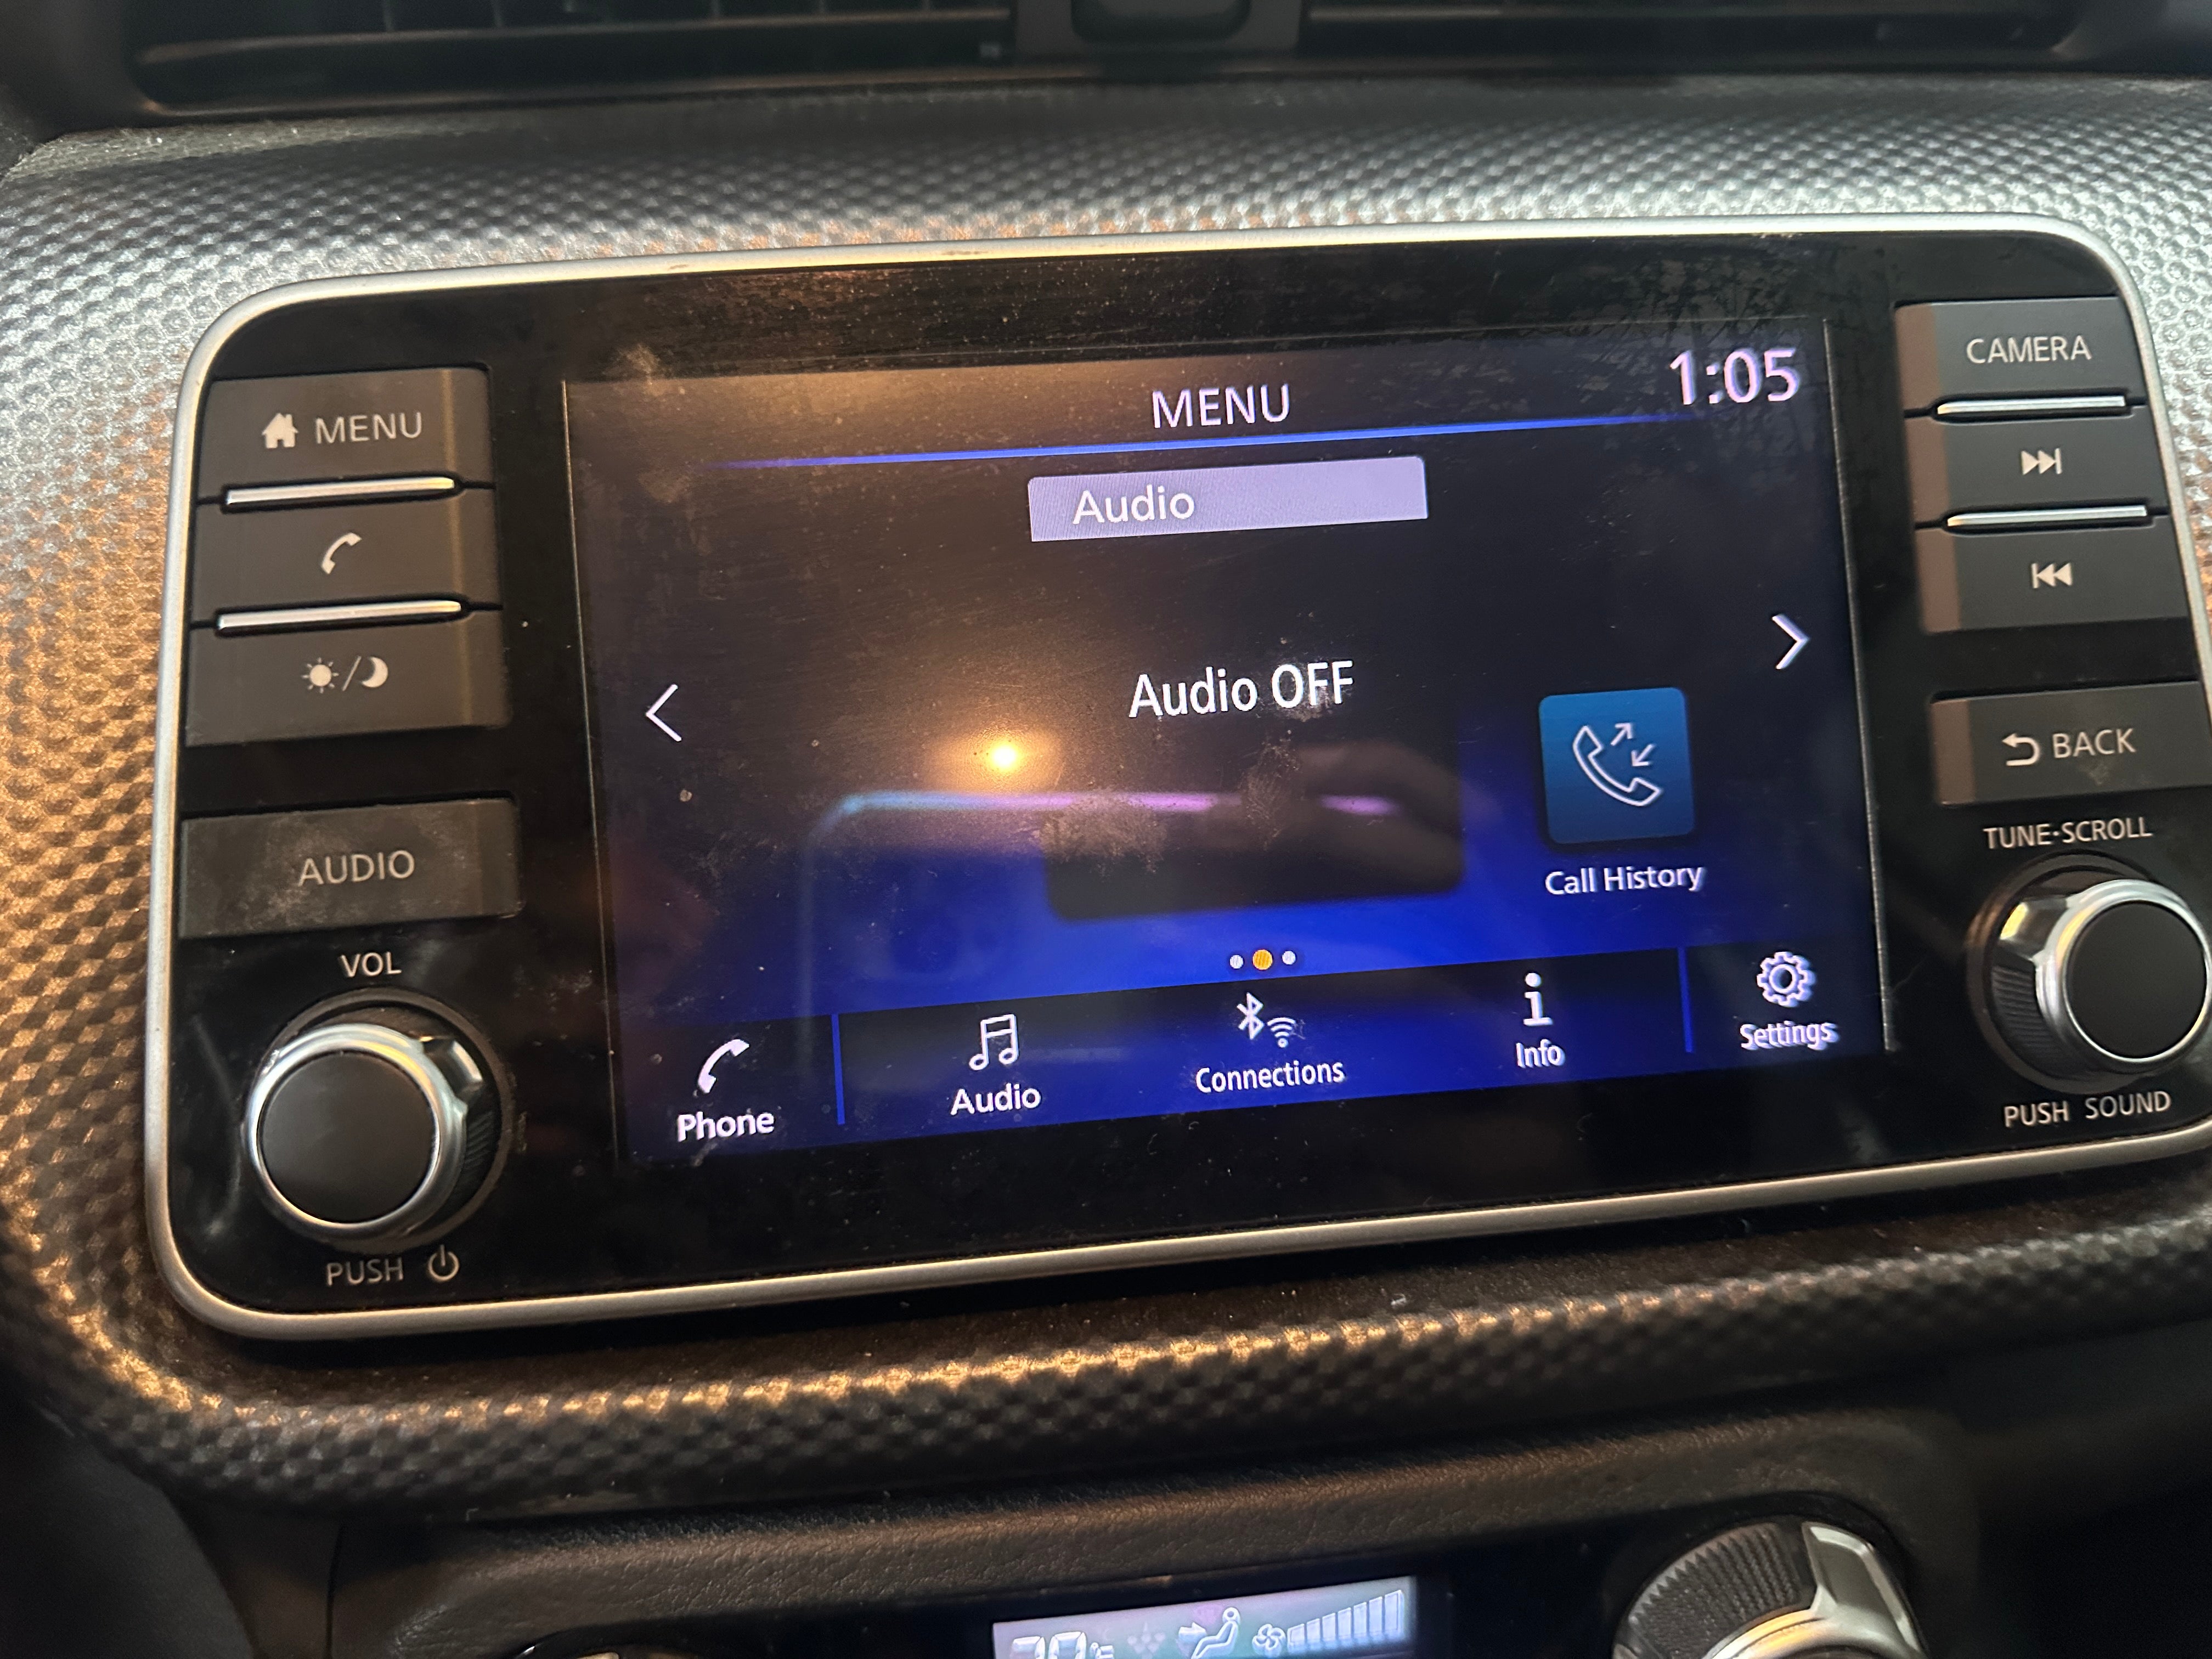 MENU
AUDIO
VOL
PUSH
MENU
1:05
Audio
Audio OFF
Call History
Phone
Audio
Connections
Info
Settings
CAMERA
BACK
TUNE·SCROLL
PUSH SOUND